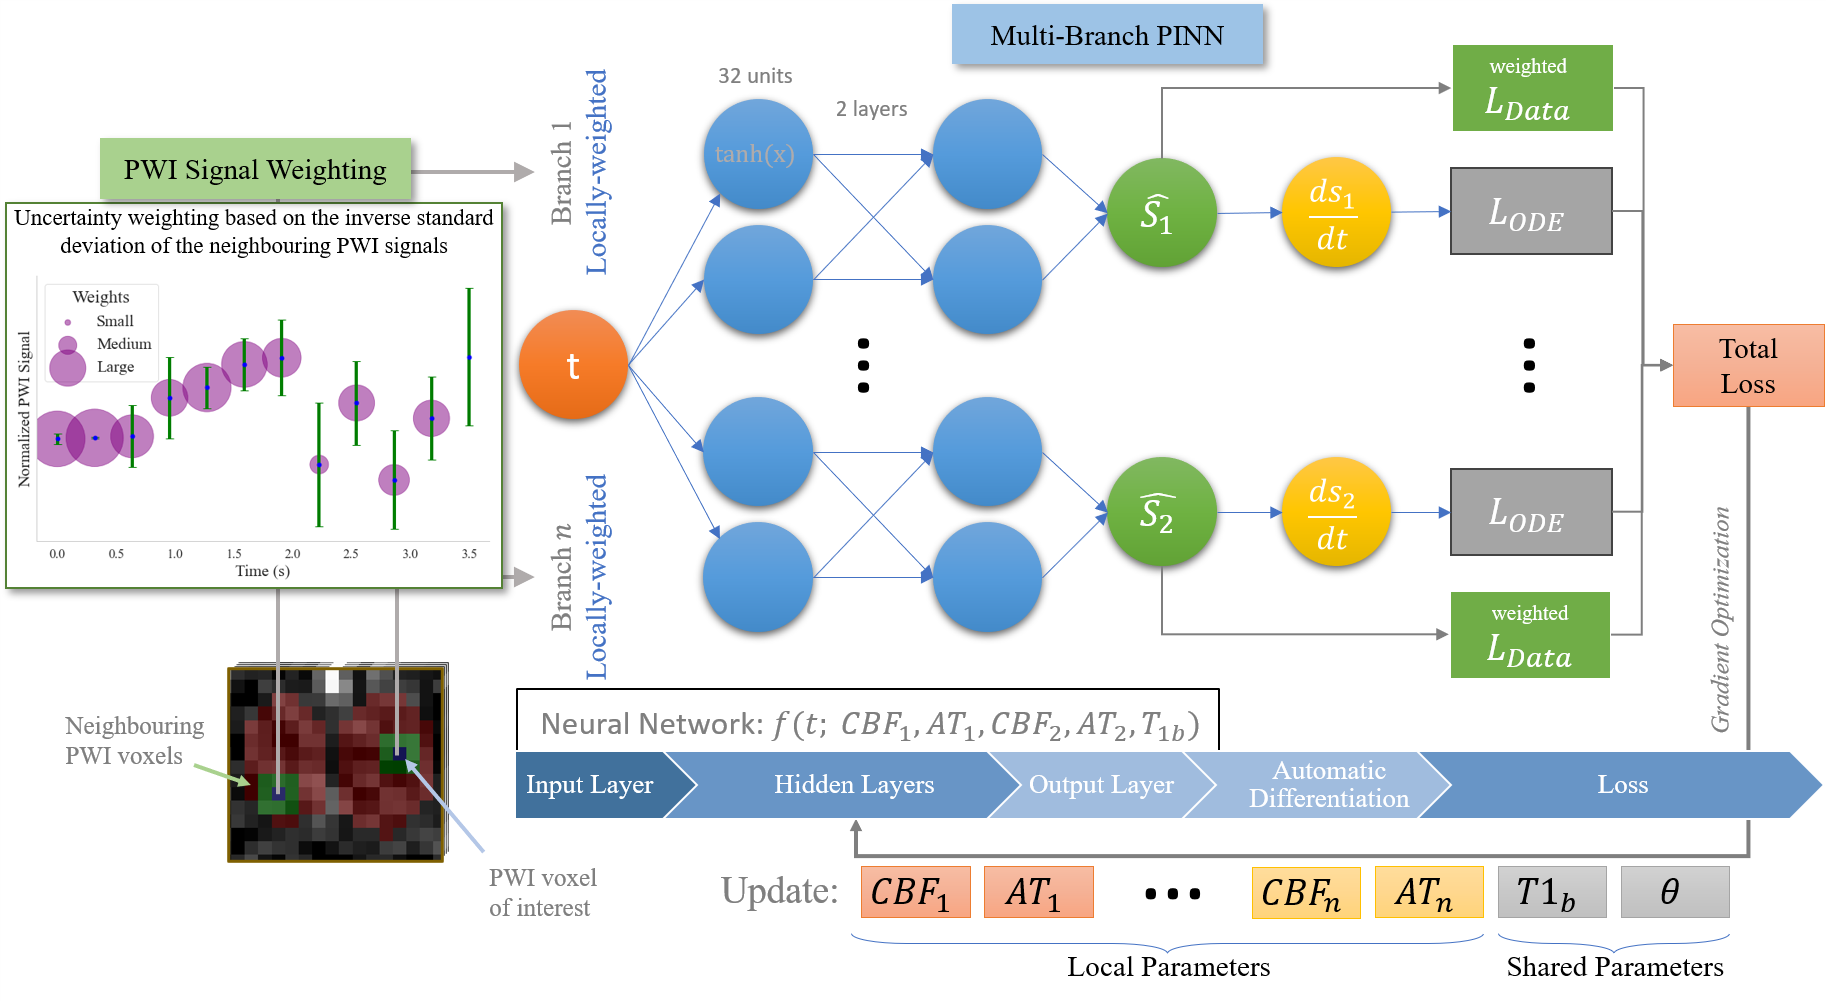 Multi-Branch PINN
PWI Signal Weighting
Uncertainty weighting based on the inverse standard
deviation of the neighbouring PWI signals
Weights
Small
Medium
Large
Normalized PWI Signal
0.0 0.5 1.0 1.5 2.0 2.5 3.0 3.5
Time (s)
Neighbouring
PWI voxels
PWI voxel
of interest
Branch 1
Locally-weighted
Branch n
Locally-weighted
t
32 units
2 layers
tanh(x)
\widehat{S_1}
\frac{ds_1}{dt}
weighted
L_{Data}
L_{ODE}
\widehat{S_2}
\frac{ds_2}{dt}
L_{ODE}
weighted
L_{Data}
Total
Loss
Gradient Optimization
Neural Network: f(t; CBF_1, AT_1, CBF_2, AT_2, T_{1b})
Input Layer
Hidden Layers
Output Layer
Automatic
Differentiation
Loss
Update:
CBF_1 AT_1 ••• CBF_n AT_n T1_b θ
Local Parameters
Shared Parameters